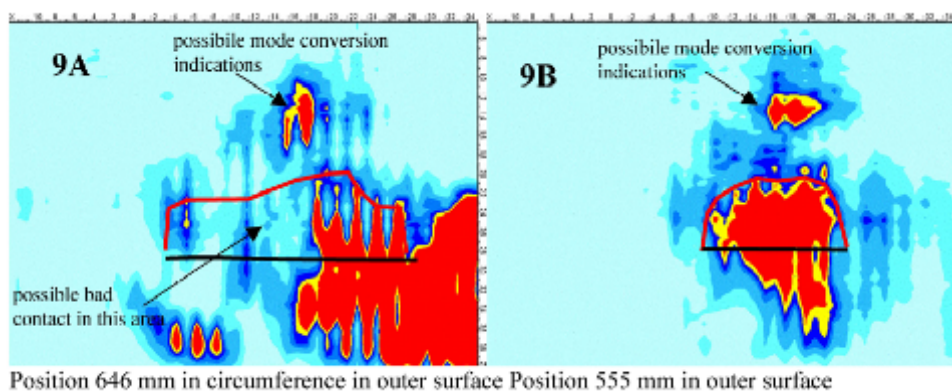 possibile mode conversion
indications
9A
possible bad
contact in this area
possibile mode conversion
indications
9B
Position 646 mm in circumference in outer surface Position 555 mm in outer surface